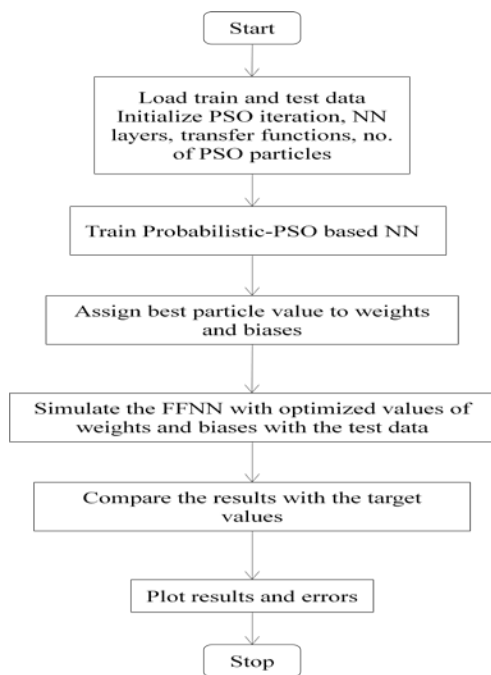 Start
Load train and test data
Initialize PSO iteration, NN
layers, transfer functions, no.
of PSO particles
Train Probabilistic-PSO based NN
Assign best particle value to weights
and biases
Simulate the FFNN with optimized values of
weights and biases with the test data
Compare the results with the target
values
Plot results and errors
Stop